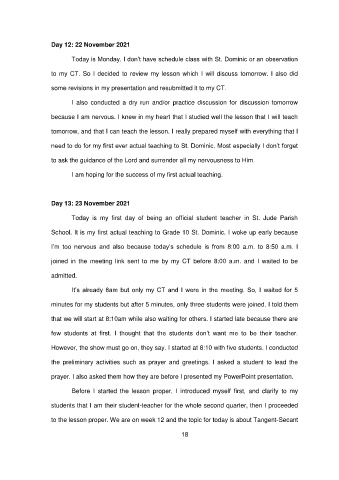 Day 12: 22 November 2021
Today is Monday. I don't have schedule class with St. Dominic or an observation
to my CT. So I decided to review my lesson which I will discuss tomorrow. I also did
some revisions in my presentation and resubmitted it to my CT.
I also conducted a dry run and/or practice discussion for discussion tomorrow
because I am nervous. I knew in my heart that I studied well the lesson that I will teach
tomorrow, and that I can teach the lesson. I really prepared myself with everything that I
need to do for my first ever actual teaching to St. Dominic. Most especially I don't forget
to ask the guidance of the Lord and surrender all my nervousness to Him.
I am hoping for the success of my first actual teaching.
Day 13: 23 November 2021
Today is my first day of being an official student teacher in St. Jude Parish
School. It is my first actual teaching to Grade 10 St. Dominic. I woke up early because
I'm too nervous and also because today's schedule is from 8:00 a.m. to 8:50 a.m. I
joined in the meeting link sent to me by my CT before 8:00 a.m. and I waited to be
admitted.
It's already 8am but only my CT and I were in the meeting. So, I waited for 5
minutes for my students but after 5 minutes, only three students were joined. I told them
that we will start at 8:10am while also waiting for others. I started late because there are
few students at first. I thought that the students don't want me to be their teacher.
However, the show must go on, they say. I started at 8:10 with five students. I conducted
the preliminary activities such as prayer and greetings. I asked a student to lead the
prayer. I also asked them how they are before I presented my PowerPoint presentation.
Before I started the lesson proper, I introduced myself first, and clarify to my
students that I am their student-teacher for the whole second quarter, then I proceeded
to the lesson proper. We are on week 12 and the topic for today is about Tangent-Secant
18